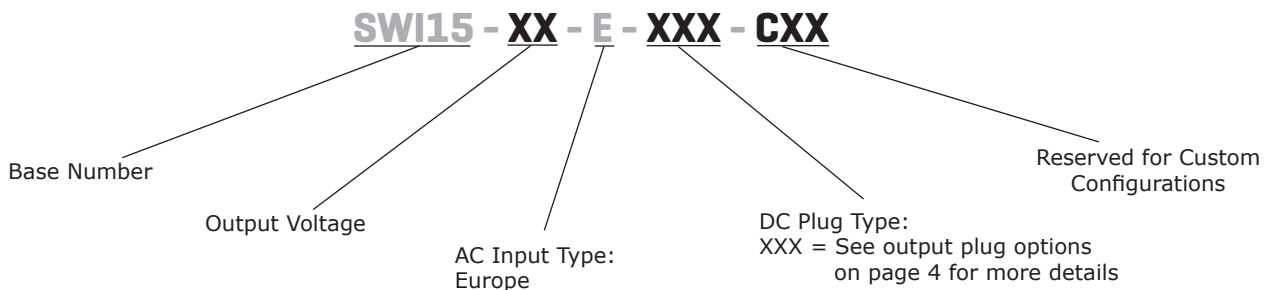 SWI15 - XX - E - XXX - CXX
Base Number
Output Voltage
AC Input Type:
Europe
DC Plug Type:
XXX = See output plug options
on page 4 for more details
Reserved for Custom
Configurations